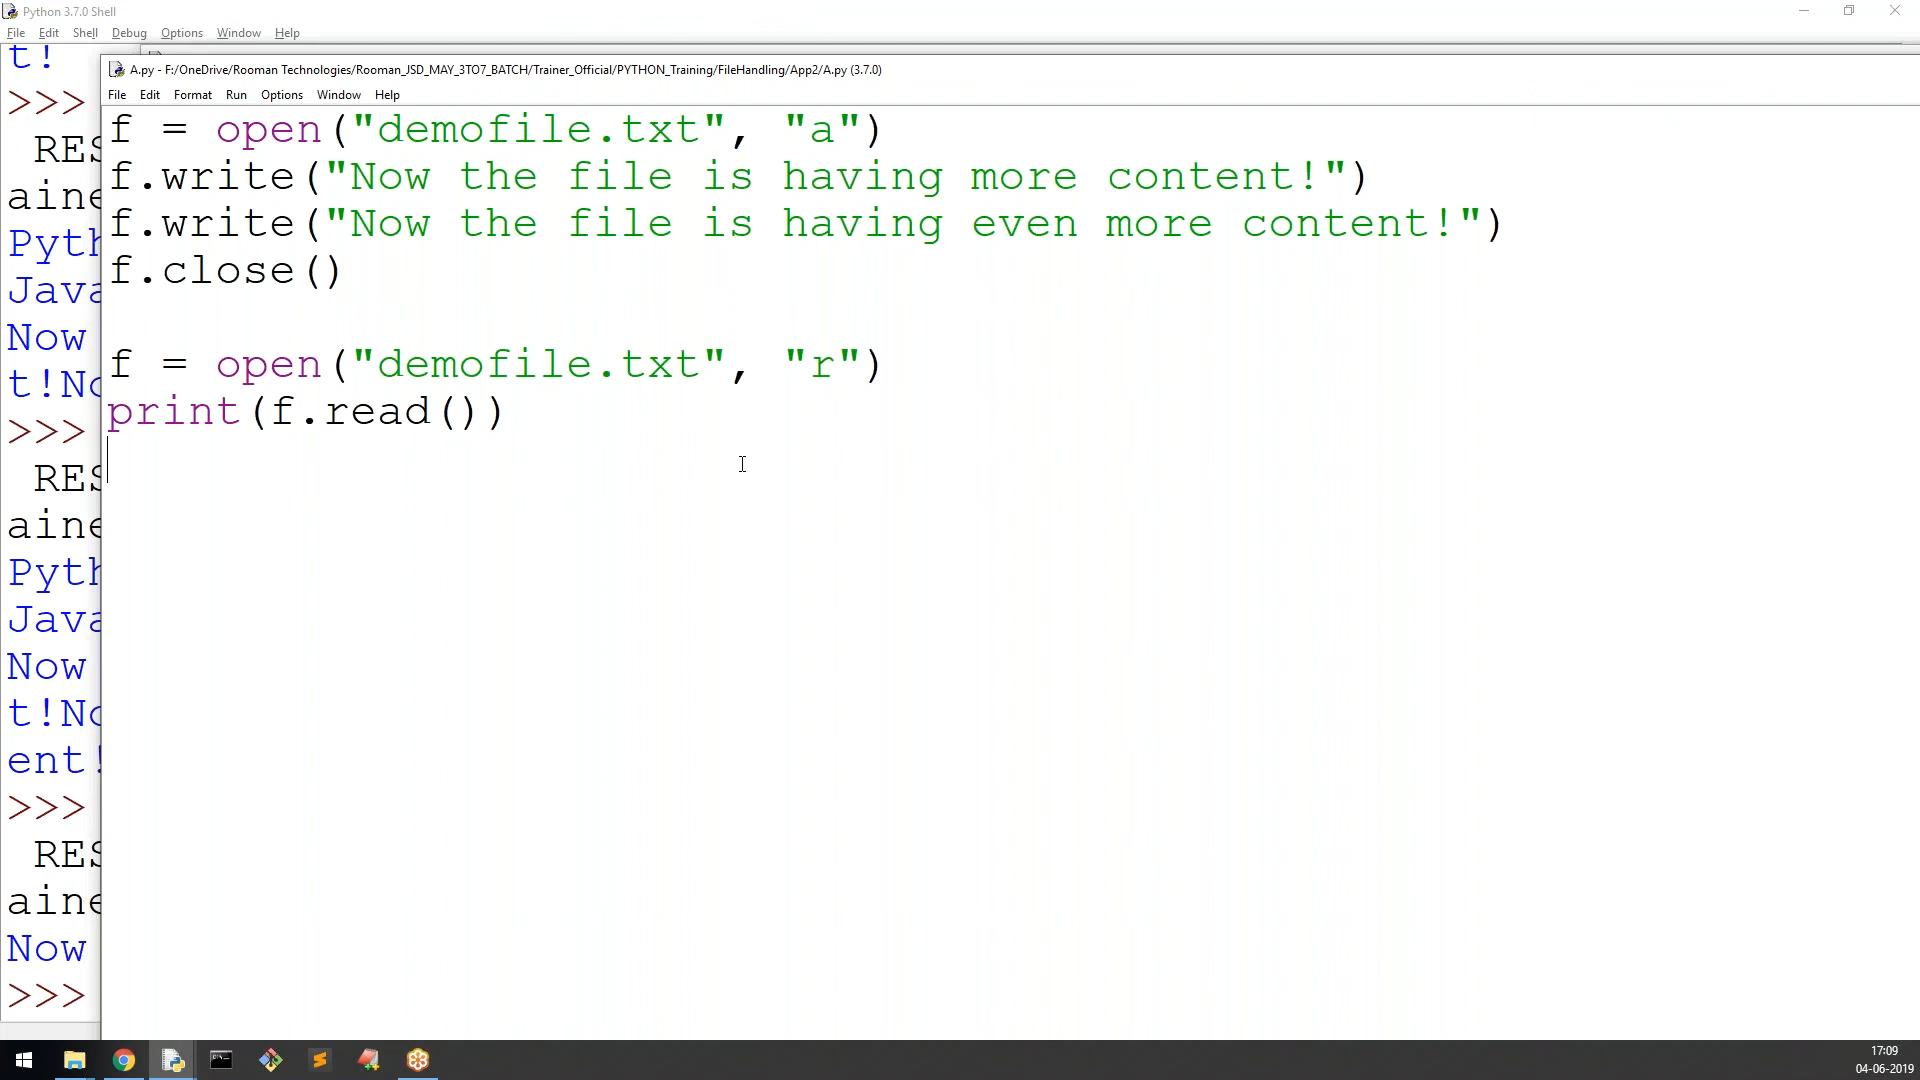 Python 3.7.0 Shell
File Edit Shell Debug Options Window Help
t!
>>>
RES
aine
Pyth
Java
Now
t!No
>>>
RES
aine
Pyth
Java
Now
t!No
ent!
>>>
RES
aine
Now
>>>
A.py - F:/OneDrive/Rooman Technologies/Rooman_JSD_MAY_3TO7_BATCH/Trainer_Official/PYTHON_Training/FileHandling/App2/A.py (3.7.0)
File Edit Format Run Options Window Help
f = open("demofile.txt", "a")
f.write("Now the file is having more content!")
f.write("Now the file is having even more content!")
f.close()
f = open("demofile.txt", "r")
print(f.read())
17:09
04-06-2019